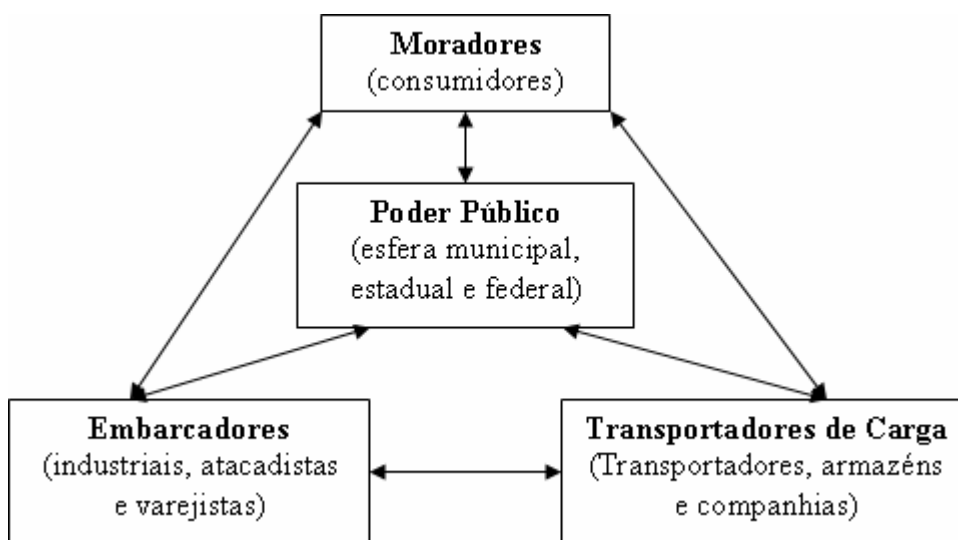 Moradores
(consumidores)
Poder Público
(esfera municipal,
estadual e federal)
Embarcadores
(industriais, atacadistas
e varejistas)
Transportadores de Carga
(Transportadores, armazéns
e companhias)